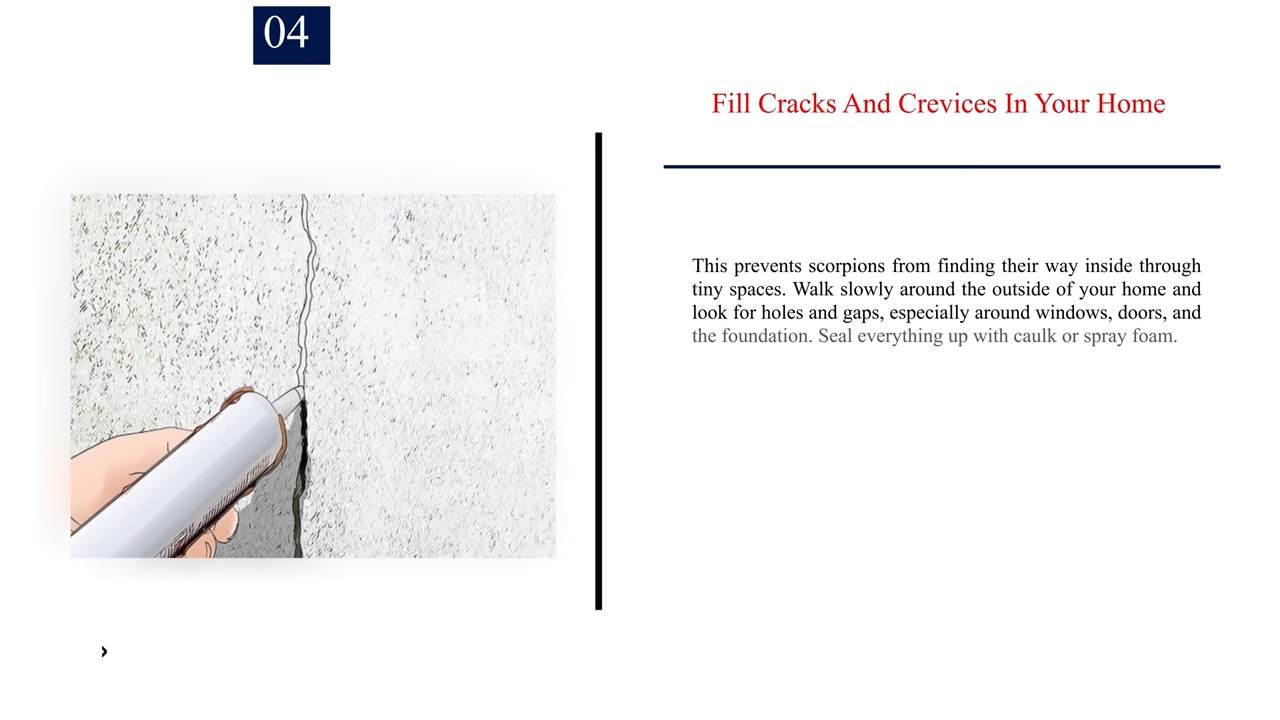 04
Fill Cracks And Crevices In Your Home
This prevents scorpions from finding their way inside through
tiny spaces. Walk slowly around the outside of your home and
look for holes and gaps, especially around windows, doors, and
the foundation. Seal everything up with caulk or spray foam.